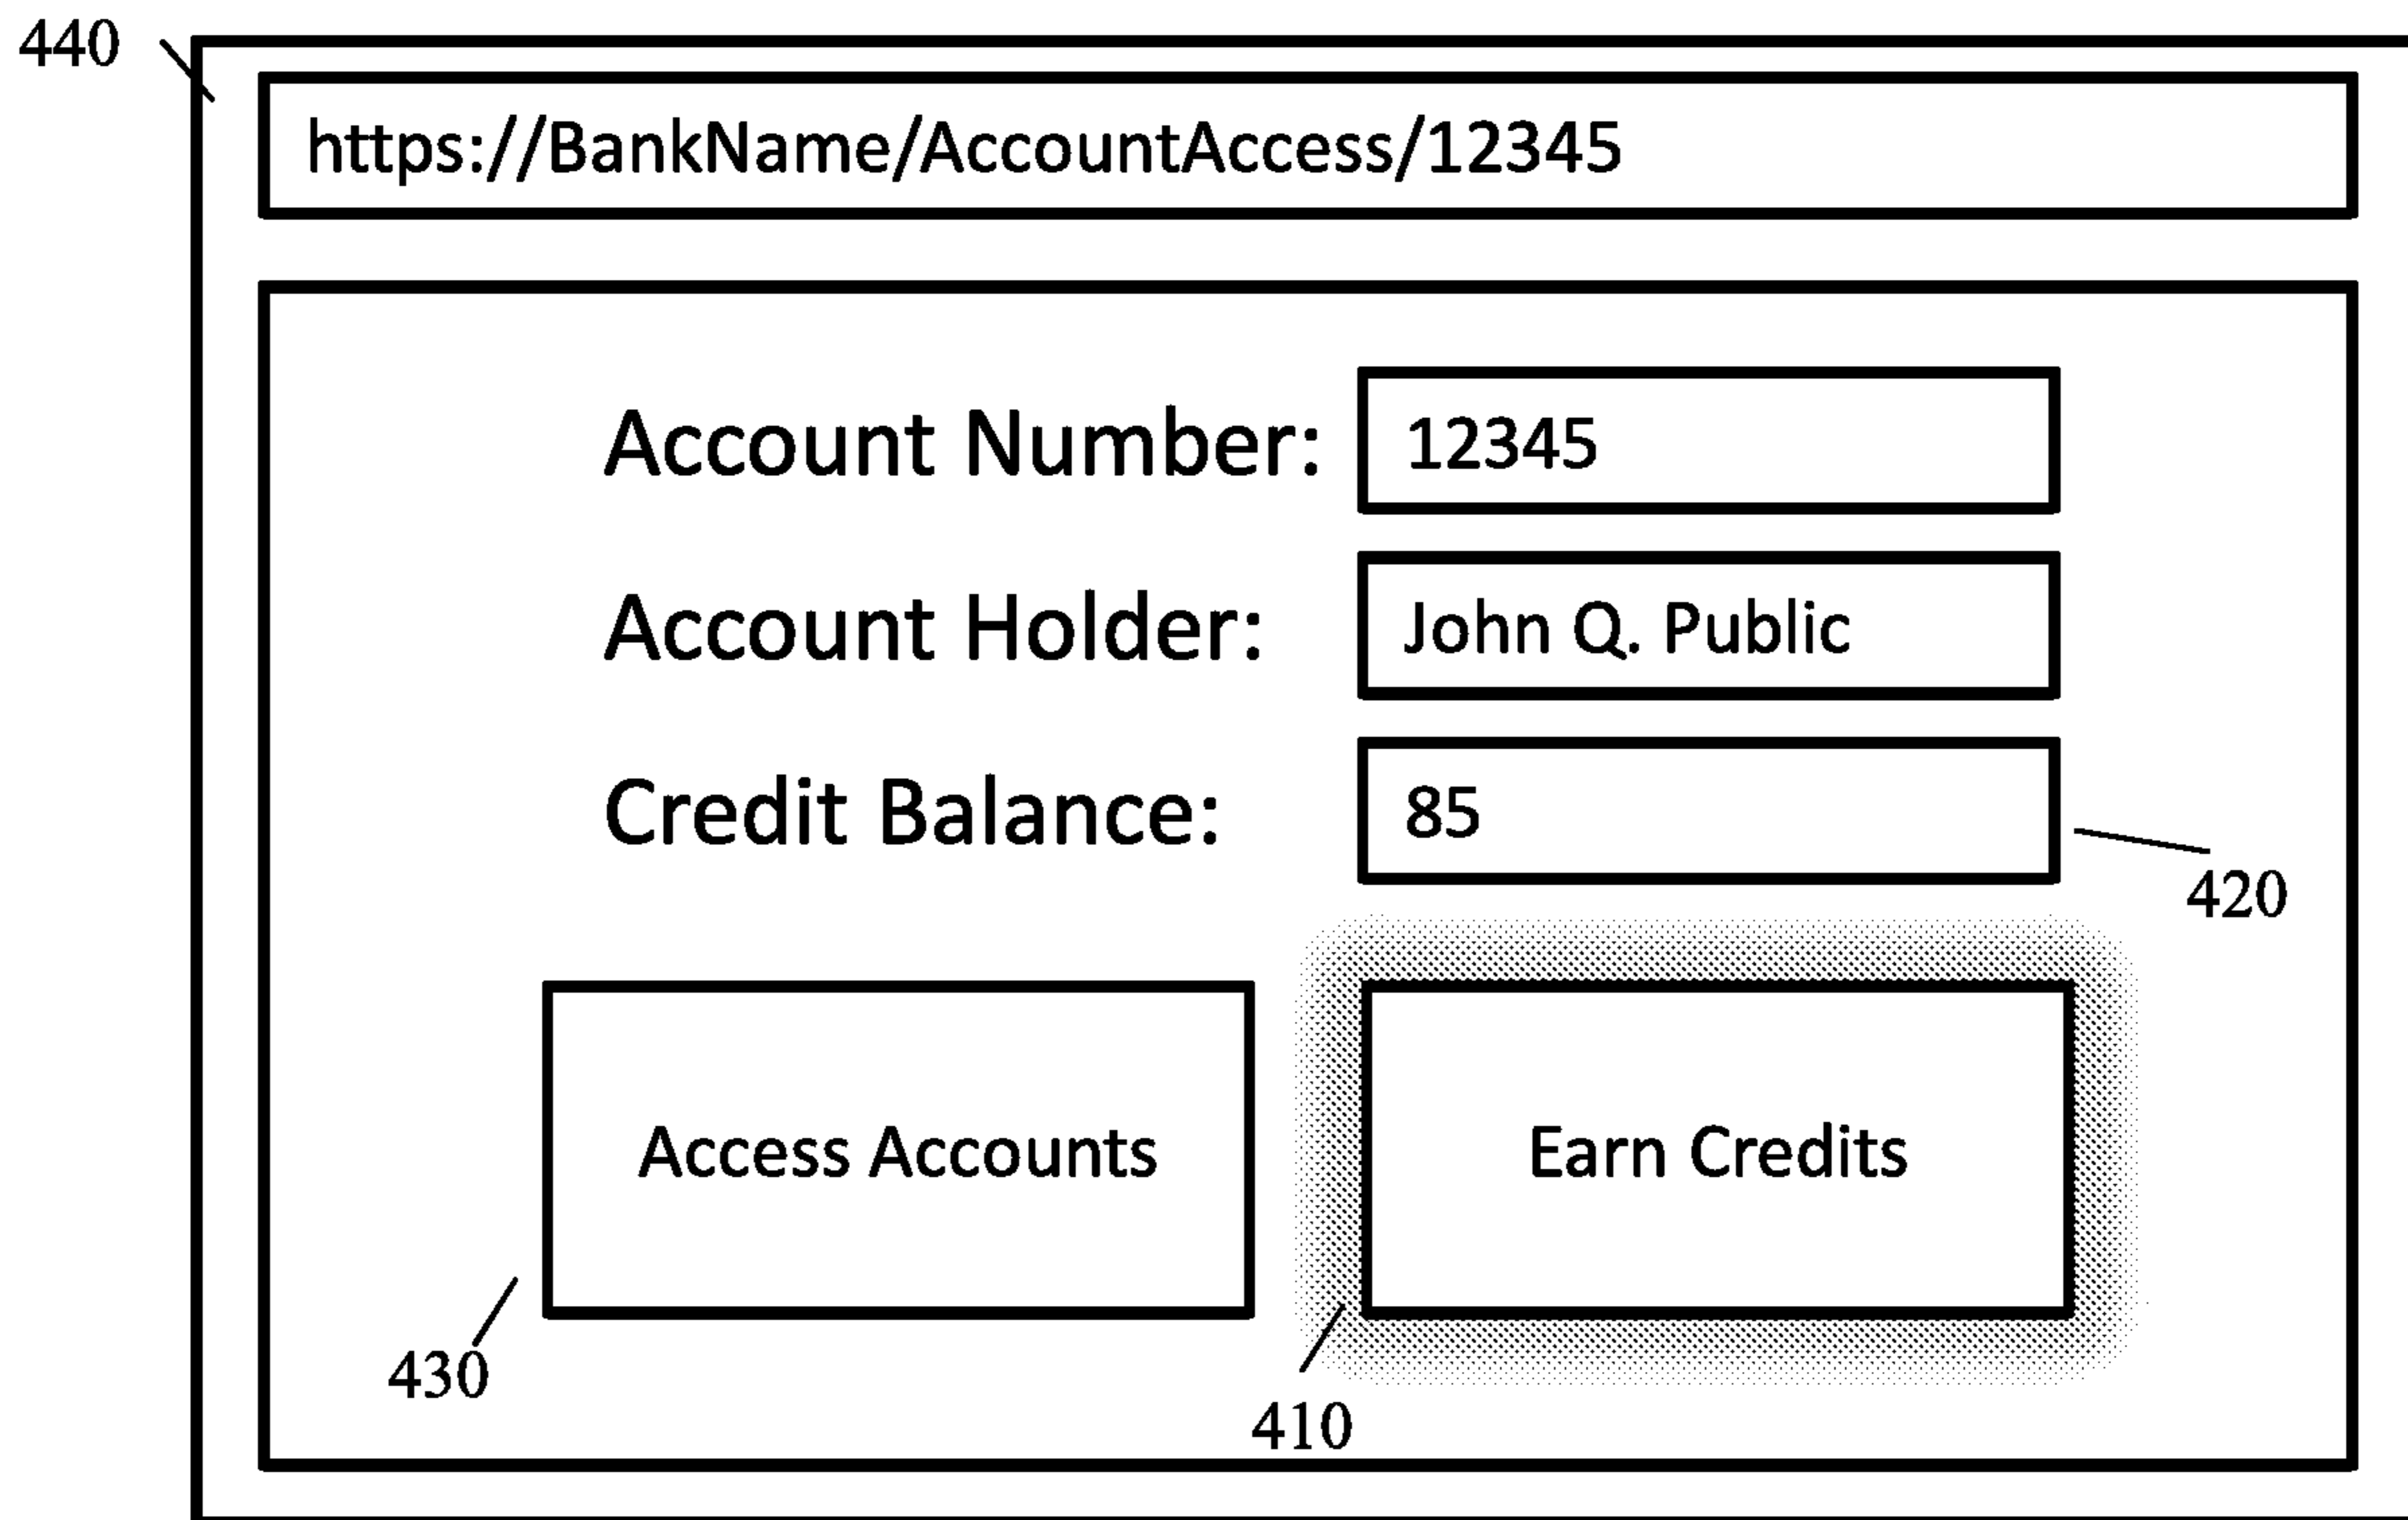 440
https://BankName/AccountAccess/12345
Account Number: 12345
Account Holder: John Q. Public
Credit Balance: 85
420
Access Accounts
Earn Credits
430
410